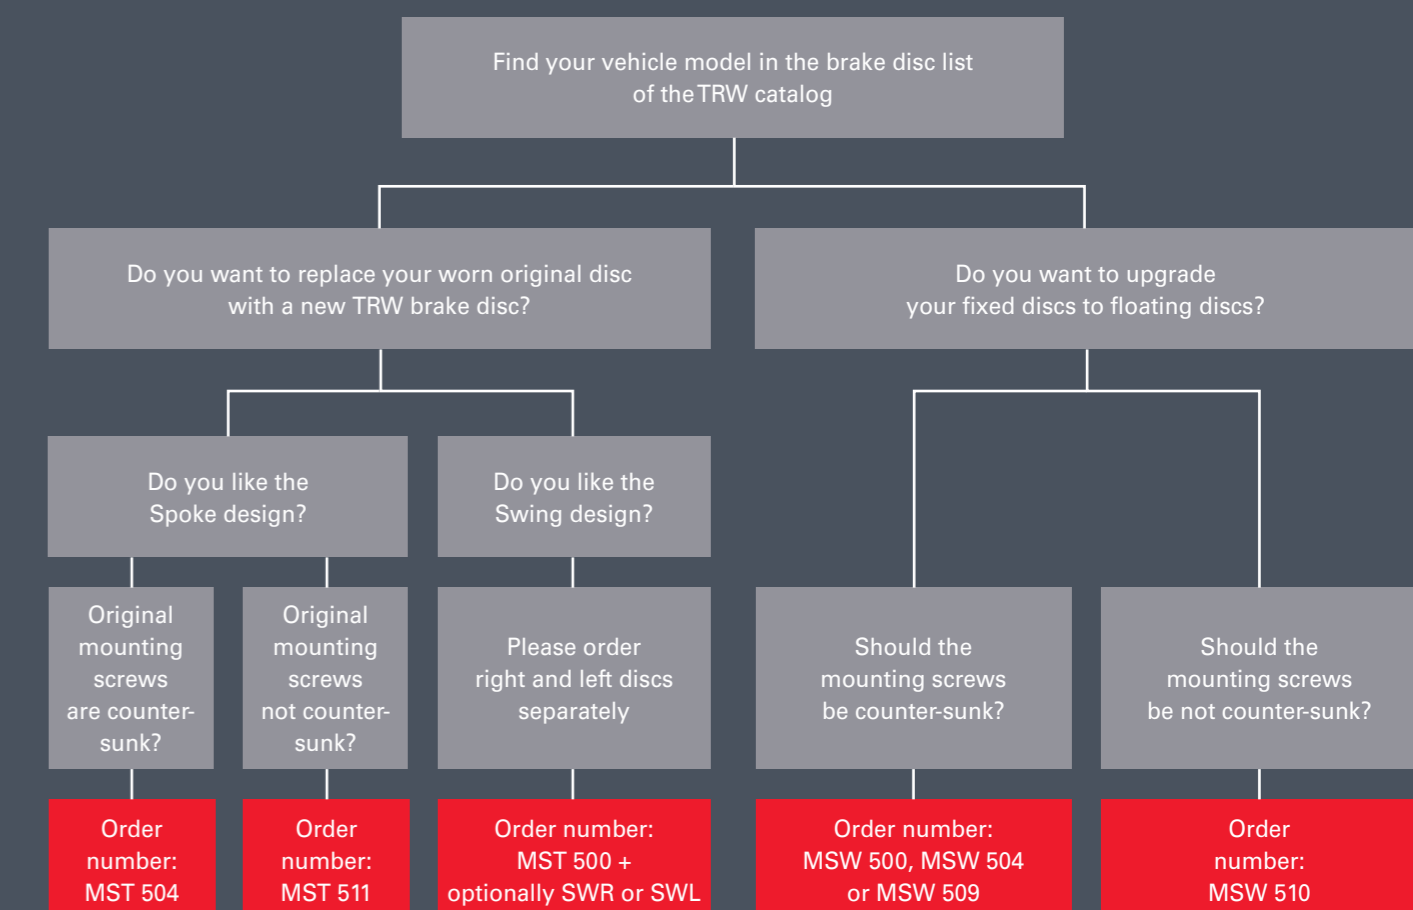 Find your vehicle model in the brake disc list
of the TRW catalog
Do you want to replace your worn original disc
with a new TRW brake disc?
Do you want to upgrade
your fixed discs to floating discs?
Do you like the
Spoke design?
Do you like the
Swing design?
Original
mounting
screws
are counter-
sunk?
Original
mounting
screws
not counter-
sunk?
Please order
right and left discs
separately
Should the
mounting screws
be counter-sunk?
Should the
mounting screws
be not counter-sunk?
Order
number:
MST 504
Order
number:
MST 511
Order number:
MST 500 +
optionally SWR or SWL
Order number:
MSW 500, MSW 504
or MSW 509
Order
number:
MSW 510